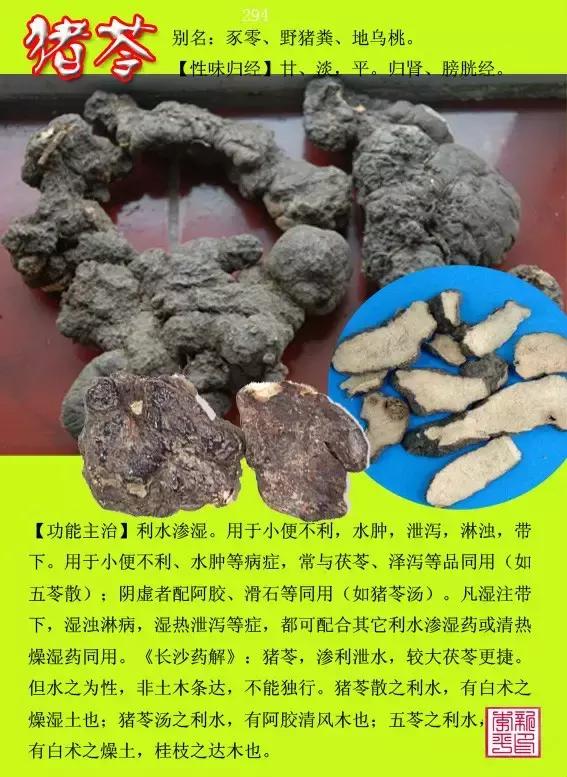 294
猪苓
别名：豕零、野猪粪、地乌桃。
【性味归经】甘、淡，平。归肾、膀胱经。
【功能主治】利水渗湿。用于小便不利，水肿，泄泻，淋浊，带
下。用于小便不利、水肿等病症，常与茯苓、泽泻等品同用（如
五苓散）；阴虚者配阿胶、滑石等同用（如猪苓汤）。凡湿注带
下，湿浊淋病，湿热泄泻等症，都可配合其它利水渗湿药或清热
燥湿药同用。《长沙药解》：猪苓，渗利泄水，较大茯苓更捷。
但水之为性，非土木条达，不能独行。猪苓散之利水，有白术之
燥湿土也；猪苓汤之利水，有阿胶清风木也；五苓之利水，
有白术之燥土，桂枝之达木也。